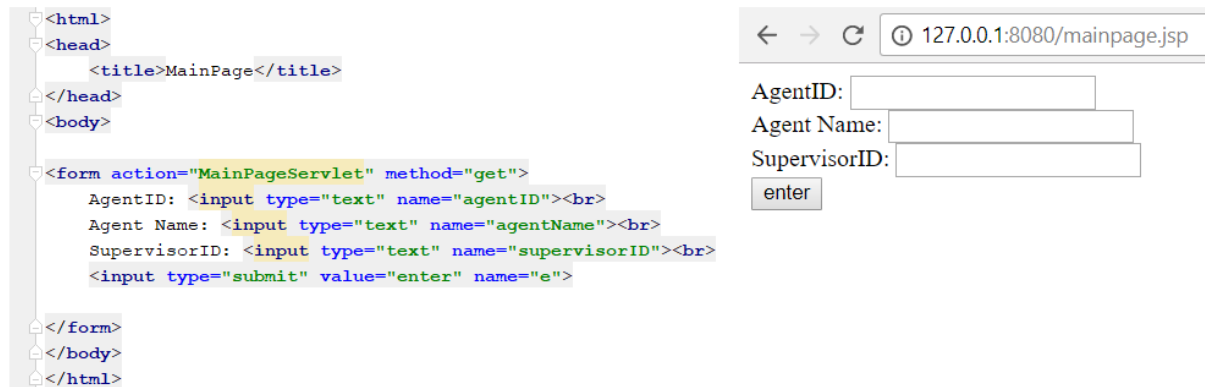 <html>
<head>
<title>MainPage</title>
</head>
<body>
<form action="MainPageServlet" method="get">
AgentID: <input type="text" name="agentID"><br>
Agent Name: <input type="text" name="agentName"><br>
SupervisorID: <input type="text" name="supervisorID"><br>
<input type="submit" value="enter" name="e">
</form>
</body>
</html>
127.0.0.1:8080/mainpage.jsp
AgentID:
Agent Name:
SupervisorID:
enter